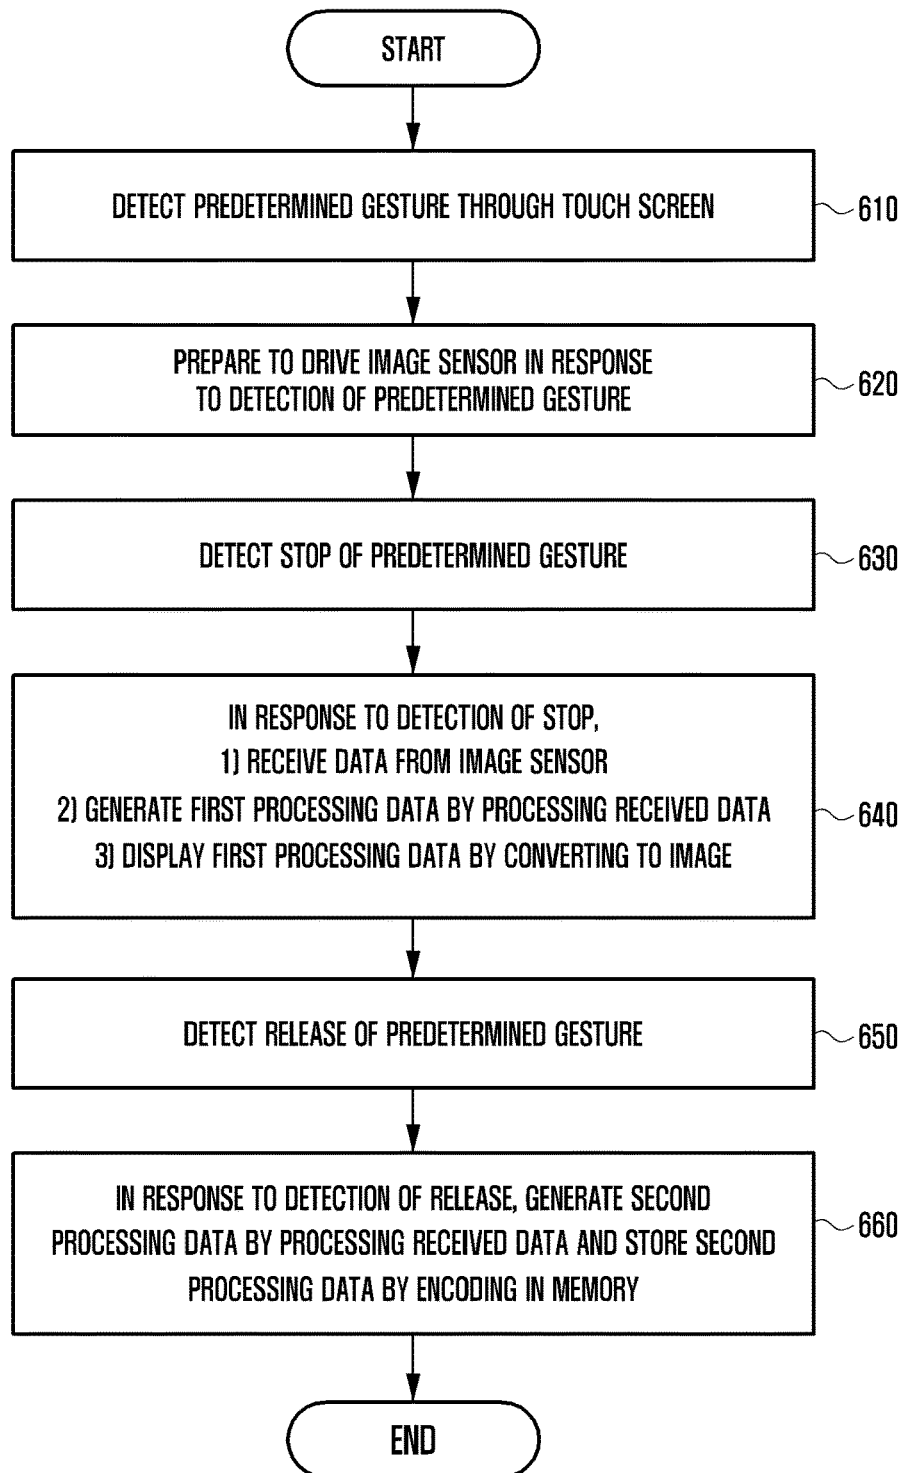 START
DETECT PREDETERMINED GESTURE THROUGH TOUCH SCREEN
610
PREPARE TO DRIVE IMAGE SENSOR IN RESPONSE
TO DETECTION OF PREDETERMINED GESTURE
620
DETECT STOP OF PREDETERMINED GESTURE
630
IN RESPONSE TO DETECTION OF STOP,
1) RECEIVE DATA FROM IMAGE SENSOR
2) GENERATE FIRST PROCESSING DATA BY PROCESSING RECEIVED DATA
3) DISPLAY FIRST PROCESSING DATA BY CONVERTING TO IMAGE
640
DETECT RELEASE OF PREDETERMINED GESTURE
650
IN RESPONSE TO DETECTION OF RELEASE, GENERATE SECOND
PROCESSING DATA BY PROCESSING RECEIVED DATA AND STORE SECOND
PROCESSING DATA BY ENCODING IN MEMORY
660
END